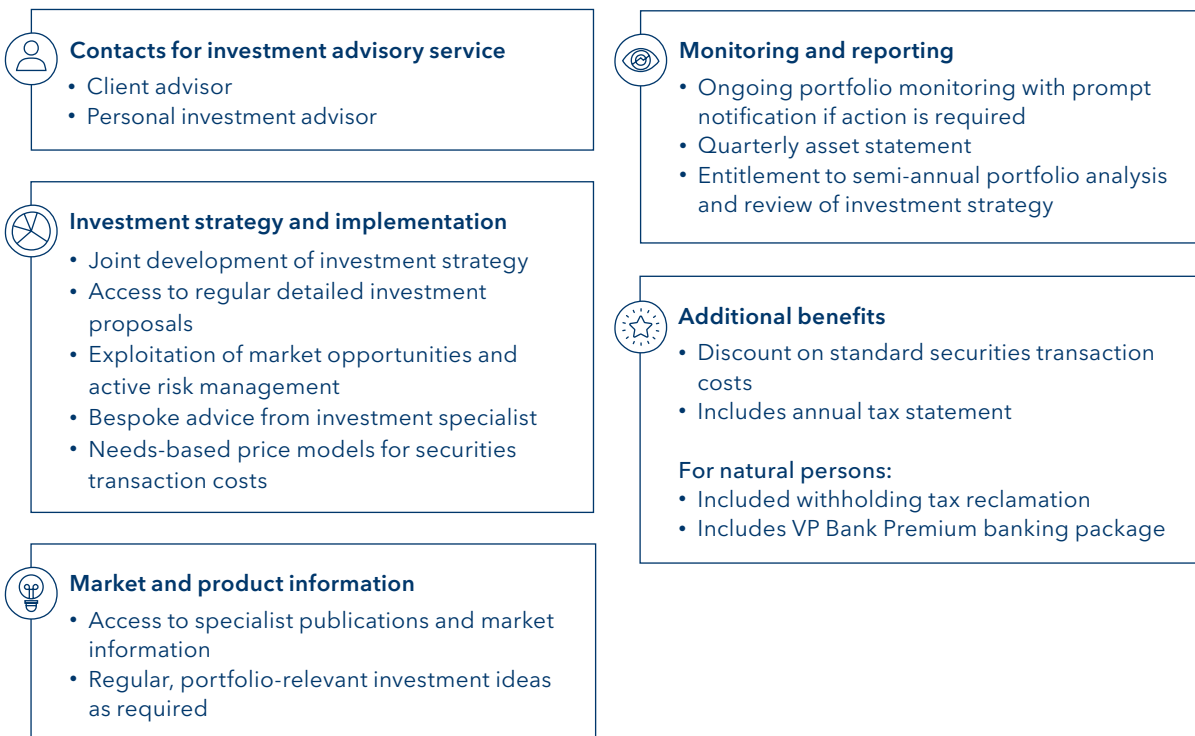 Contacts for investment advisory service
• Client advisor
• Personal investment advisor
Investment strategy and implementation
• Joint development of investment strategy
• Access to regular detailed investment
proposals
• Exploitation of market opportunities and
active risk management
• Bespoke advice from investment specialist
• Needs-based price models for securities
transaction costs
Market and product information
• Access to specialist publications and market
information
• Regular, portfolio-relevant investment ideas
as required
Monitoring and reporting
• Ongoing portfolio monitoring with prompt
notification if action is required
• Quarterly asset statement
• Entitlement to semi-annual portfolio analysis
and review of investment strategy
Additional benefits
• Discount on standard securities transaction
costs
• Includes annual tax statement
For natural persons:
• Included withholding tax reclamation
• Includes VP Bank Premium banking package